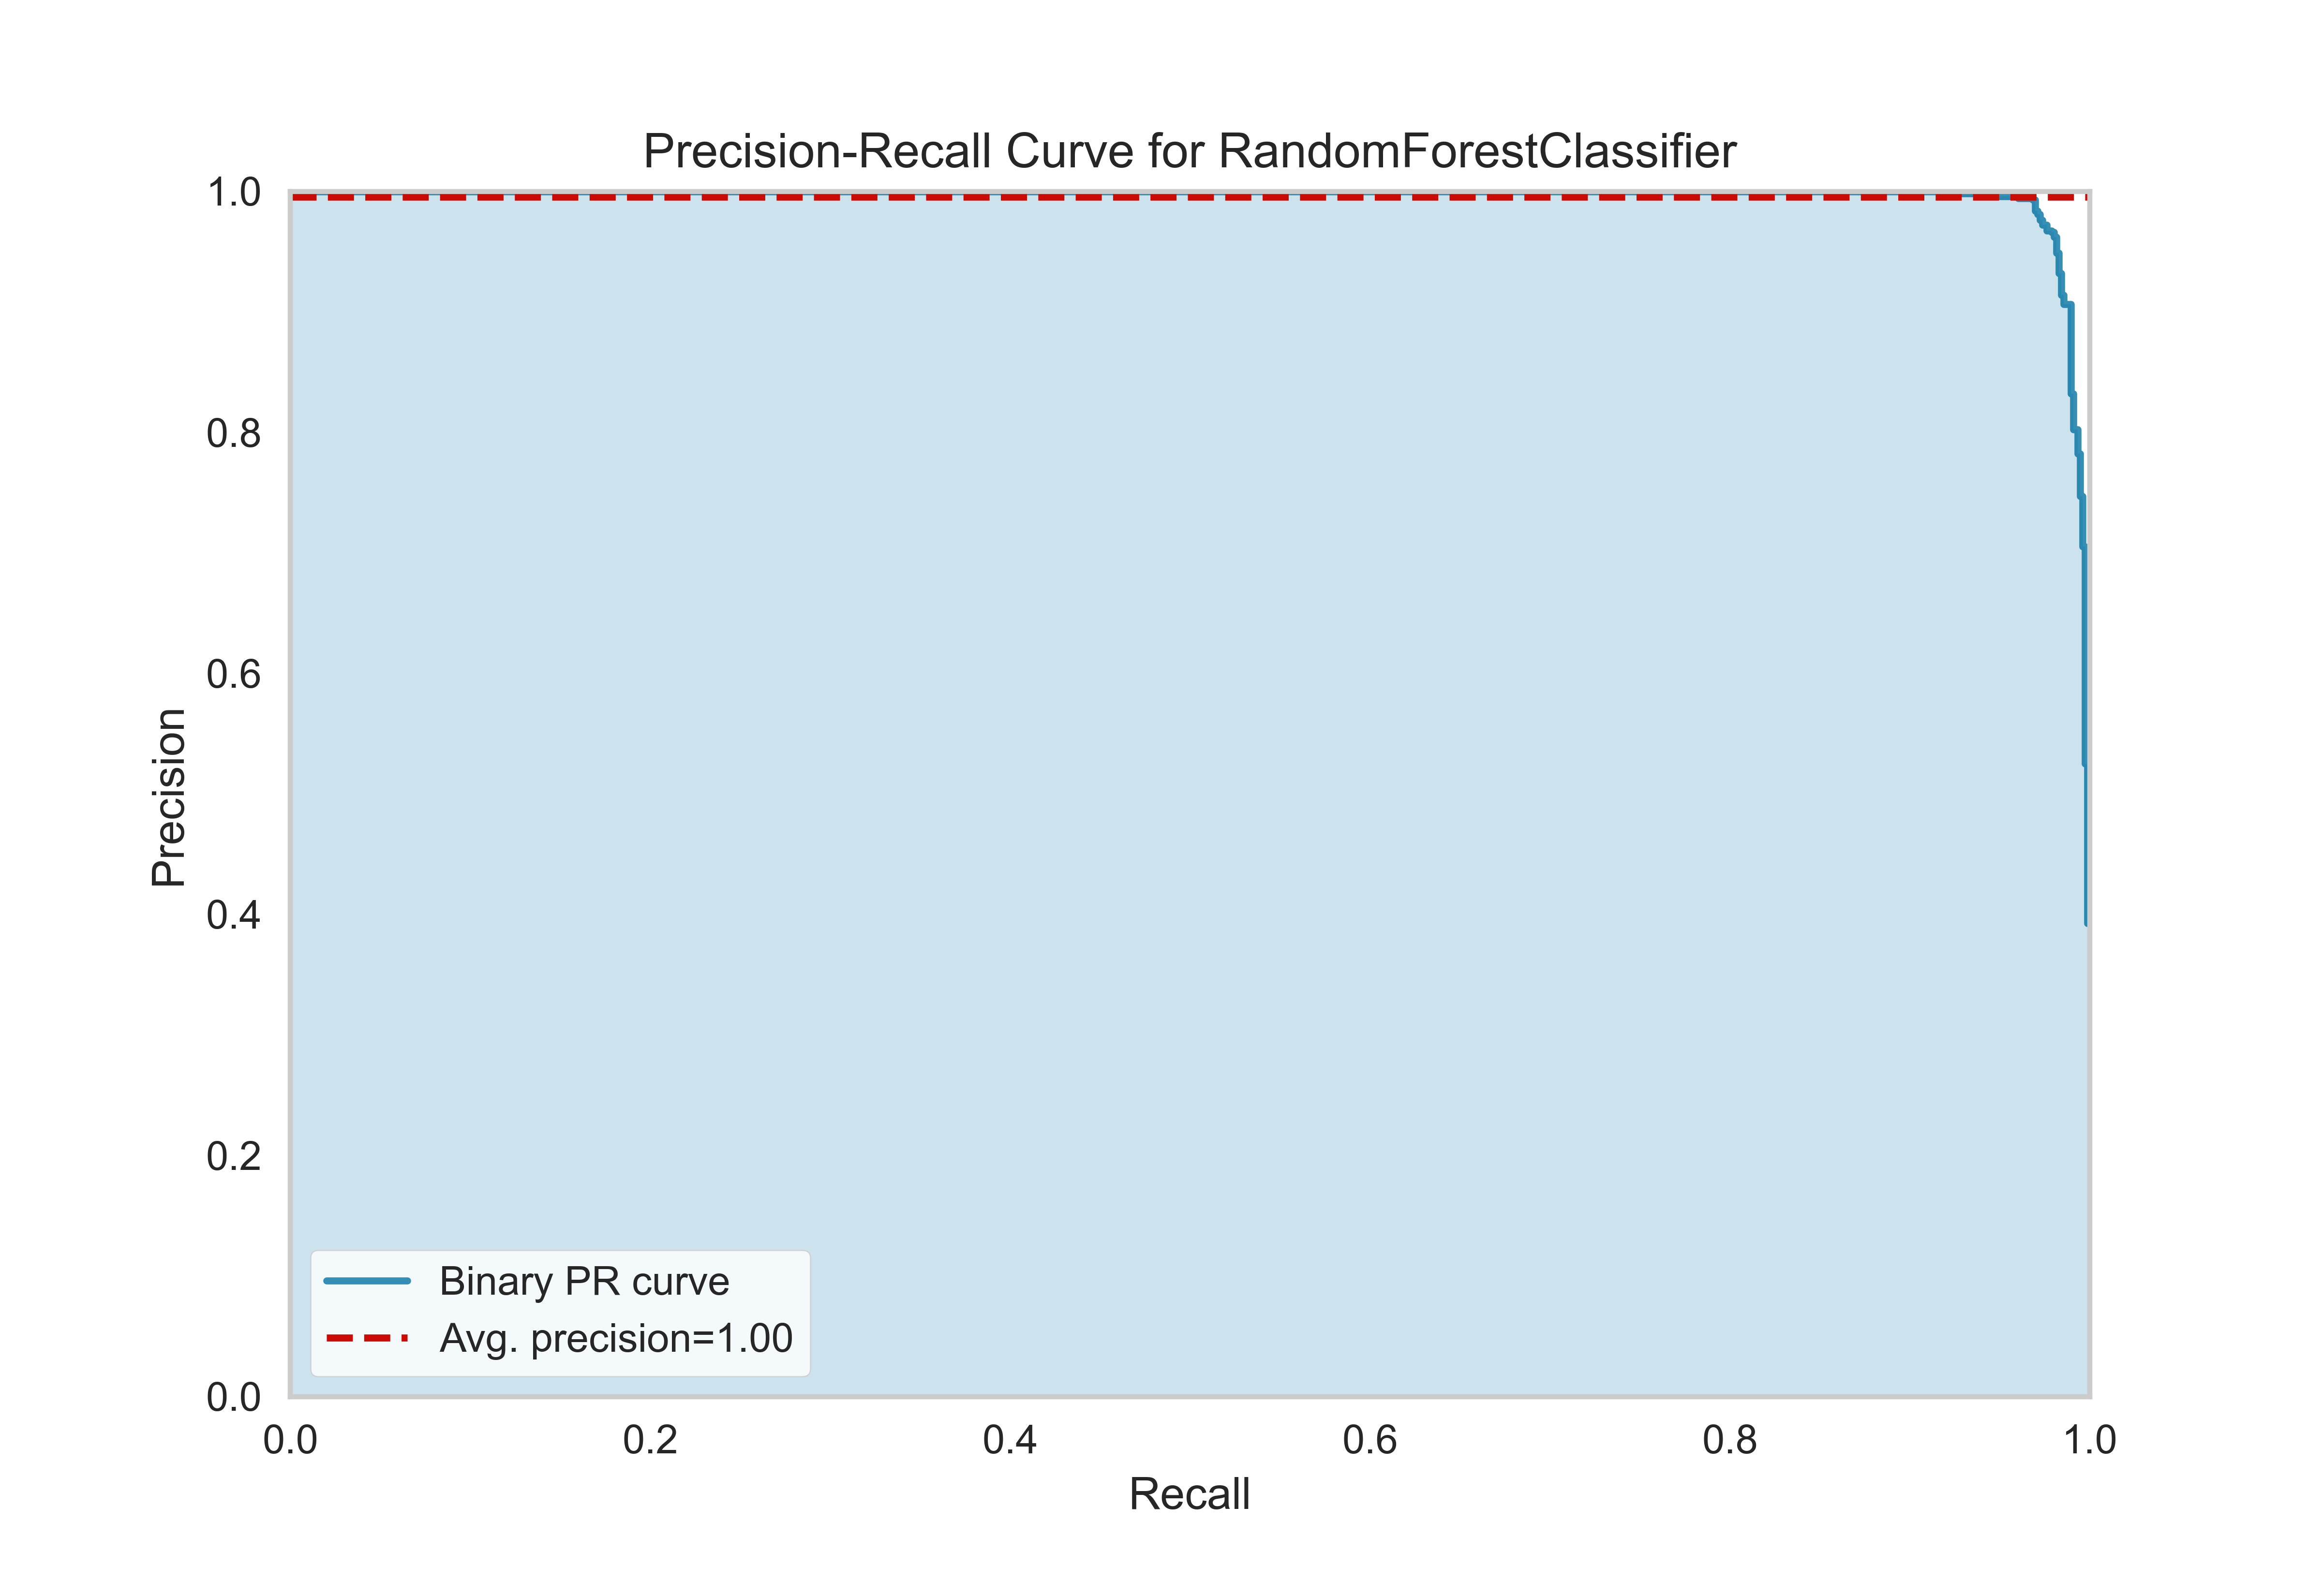 Precision-Recall Curve for RandomForestClassifier
1.0
0.8
0.6
0.4
0.2
0.0
Precision
Binary PR curve
Avg. precision=1.00
0.0 0.2 0.4 0.6 0.8 1.0
Recall